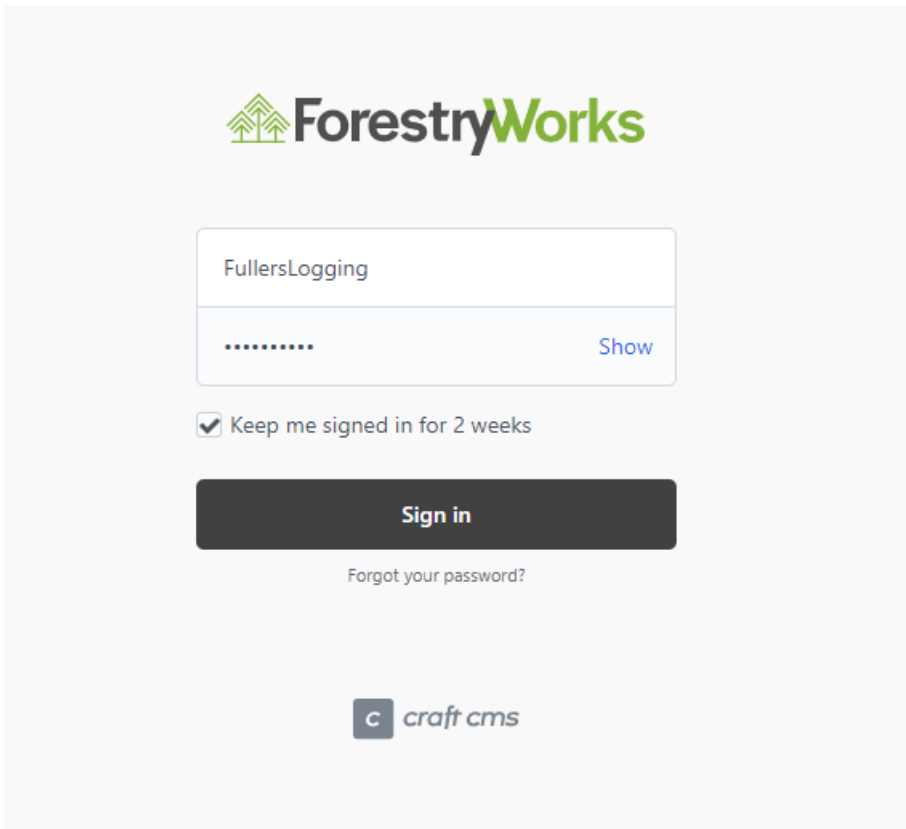 ForestryWorks
FullersLogging
•••••••••• Show
Keep me signed in for 2 weeks
Sign in
Forgot your password?
c craft cms